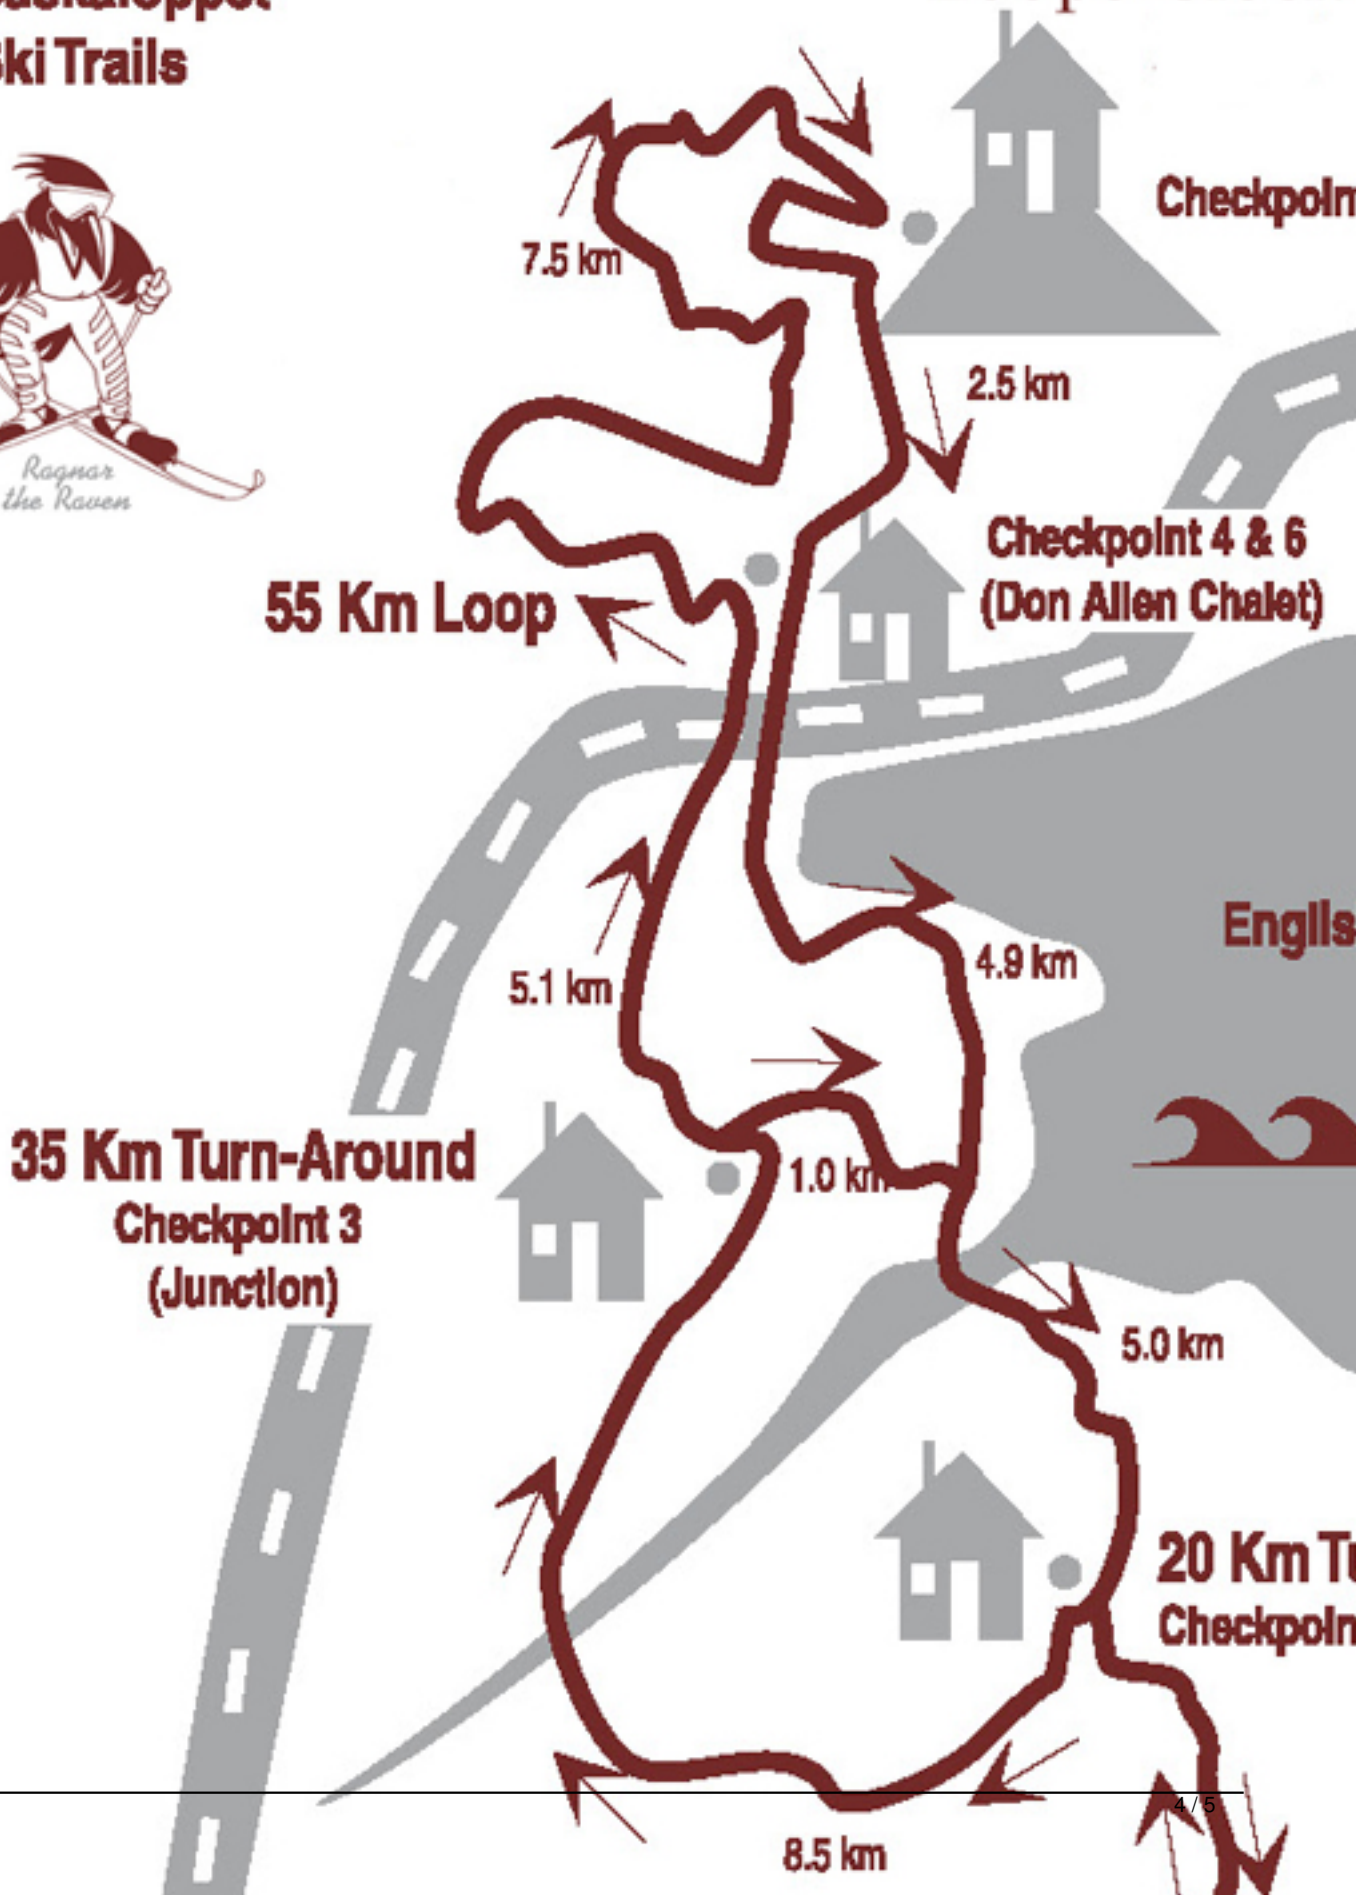 Ski Trails
Checkpoin
7.5 km
2.5 km
Ragnar
the Raven
Checkpoint 4 & 6
(Don Allen Chalet)
55 Km Loop
Englis
4.9 km
5.1 km
35 Km Turn-Around
Checkpoint 3
(Junction)
1.0 km
5.0 km
20 Km Tu
Checkpoin
4 / 5
8.5 km